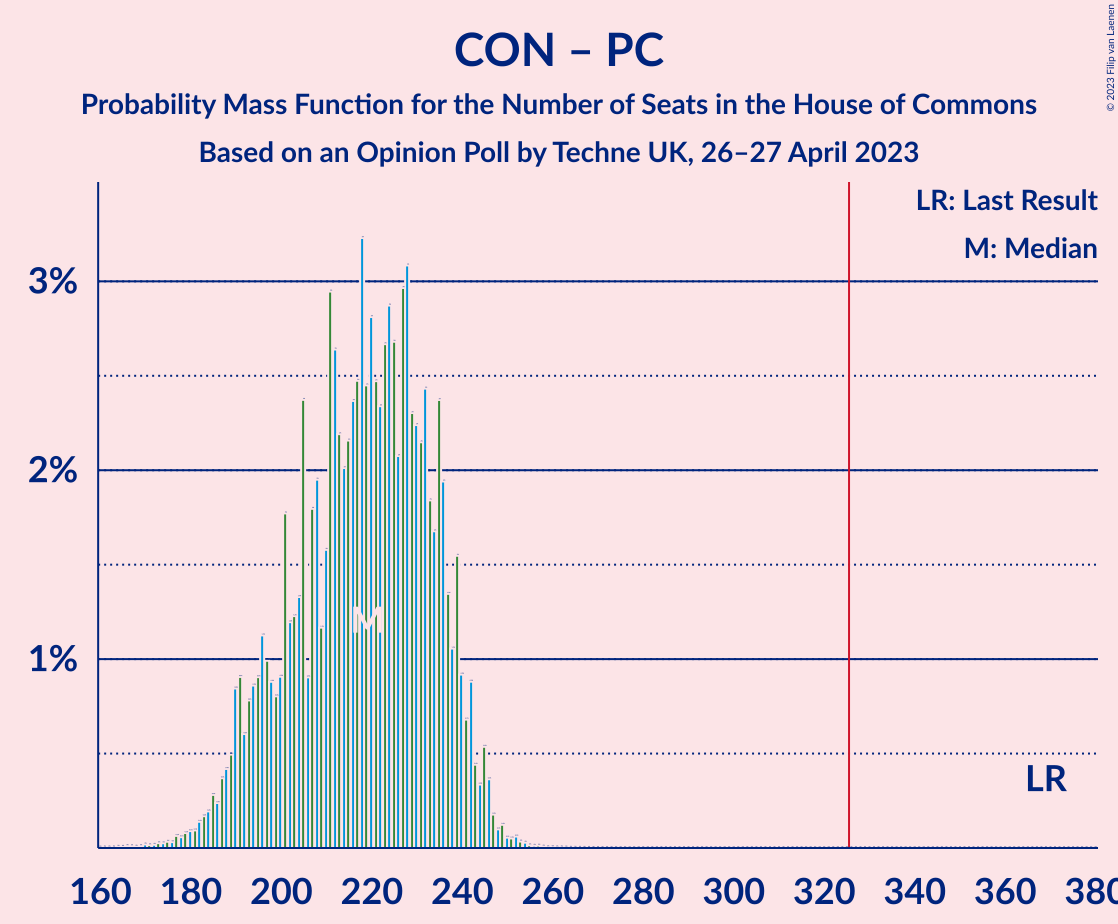 CON – PC
Probability Mass Function for the Number of Seats in the House of Commons
Based on an Opinion Poll by Techne UK, 26–27 April 2023
© 2023 Filip van Laenen
LR: Last Result
M: Median
3%
2%
1%
M
LR
160 180 200 220 240 260 280 300 320 340 360 380